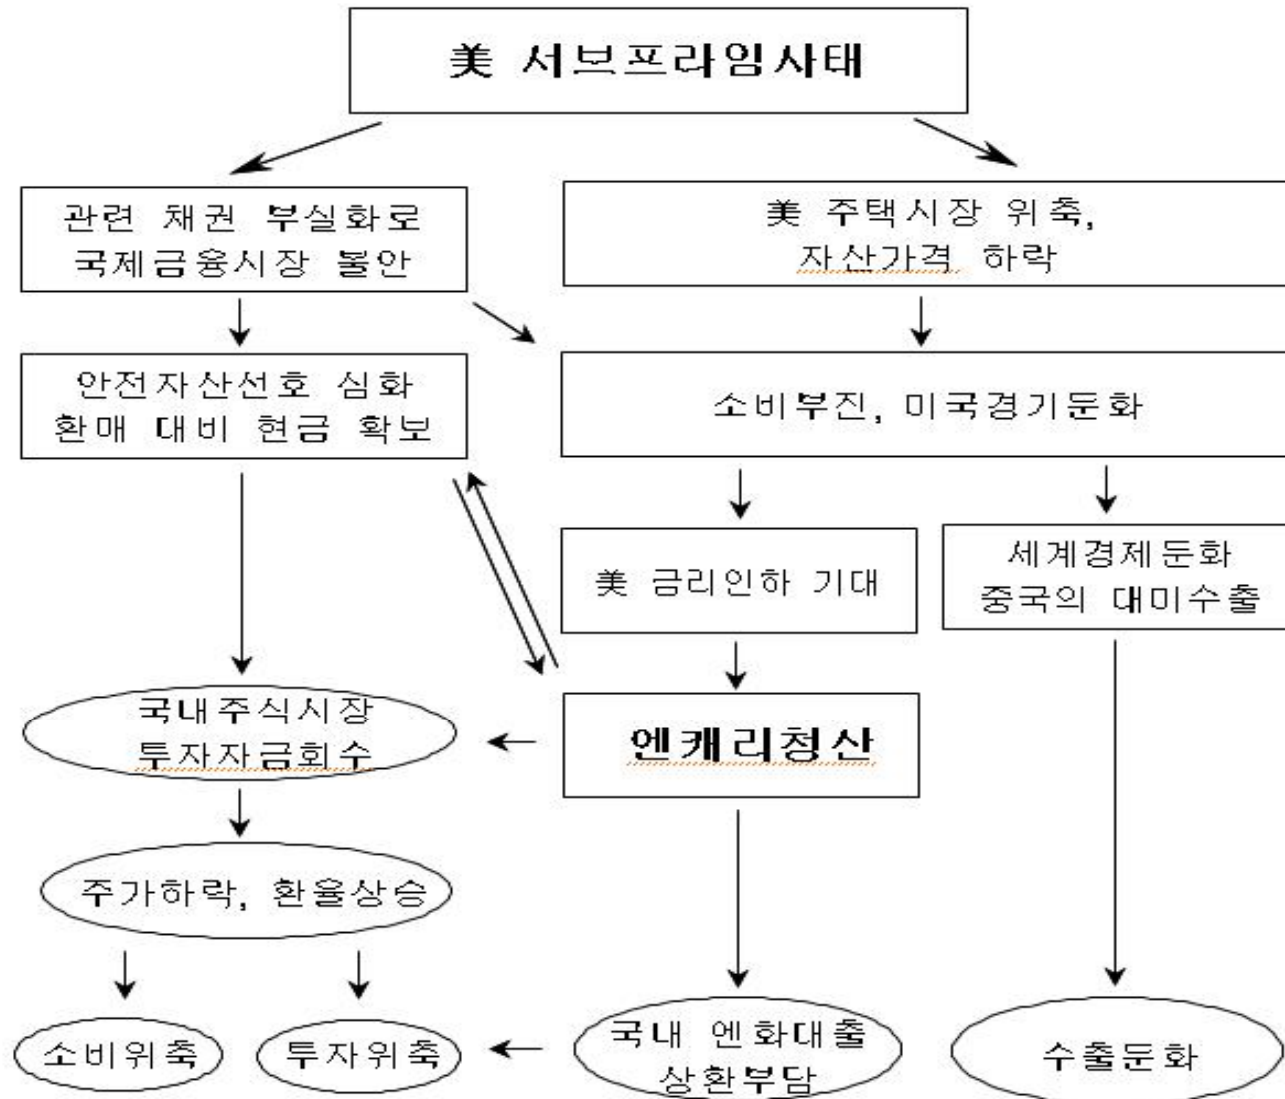 美 서브프라임사태
관련 채권 부실화로
국제금융시장 불안
美 주택시장 위축,
자산가격 하락
안전자산선호 심화
환매 대비 현금 확보
소비부진, 미국경기둔화
美 금리인하 기대
세계경제둔화
중국의 대미수출
국내주식시장
투자자금회수
엔캐리청산
주가하락, 환율상승
소비위축
투자위축
국내 엔화대출
상환부담
수출둔화